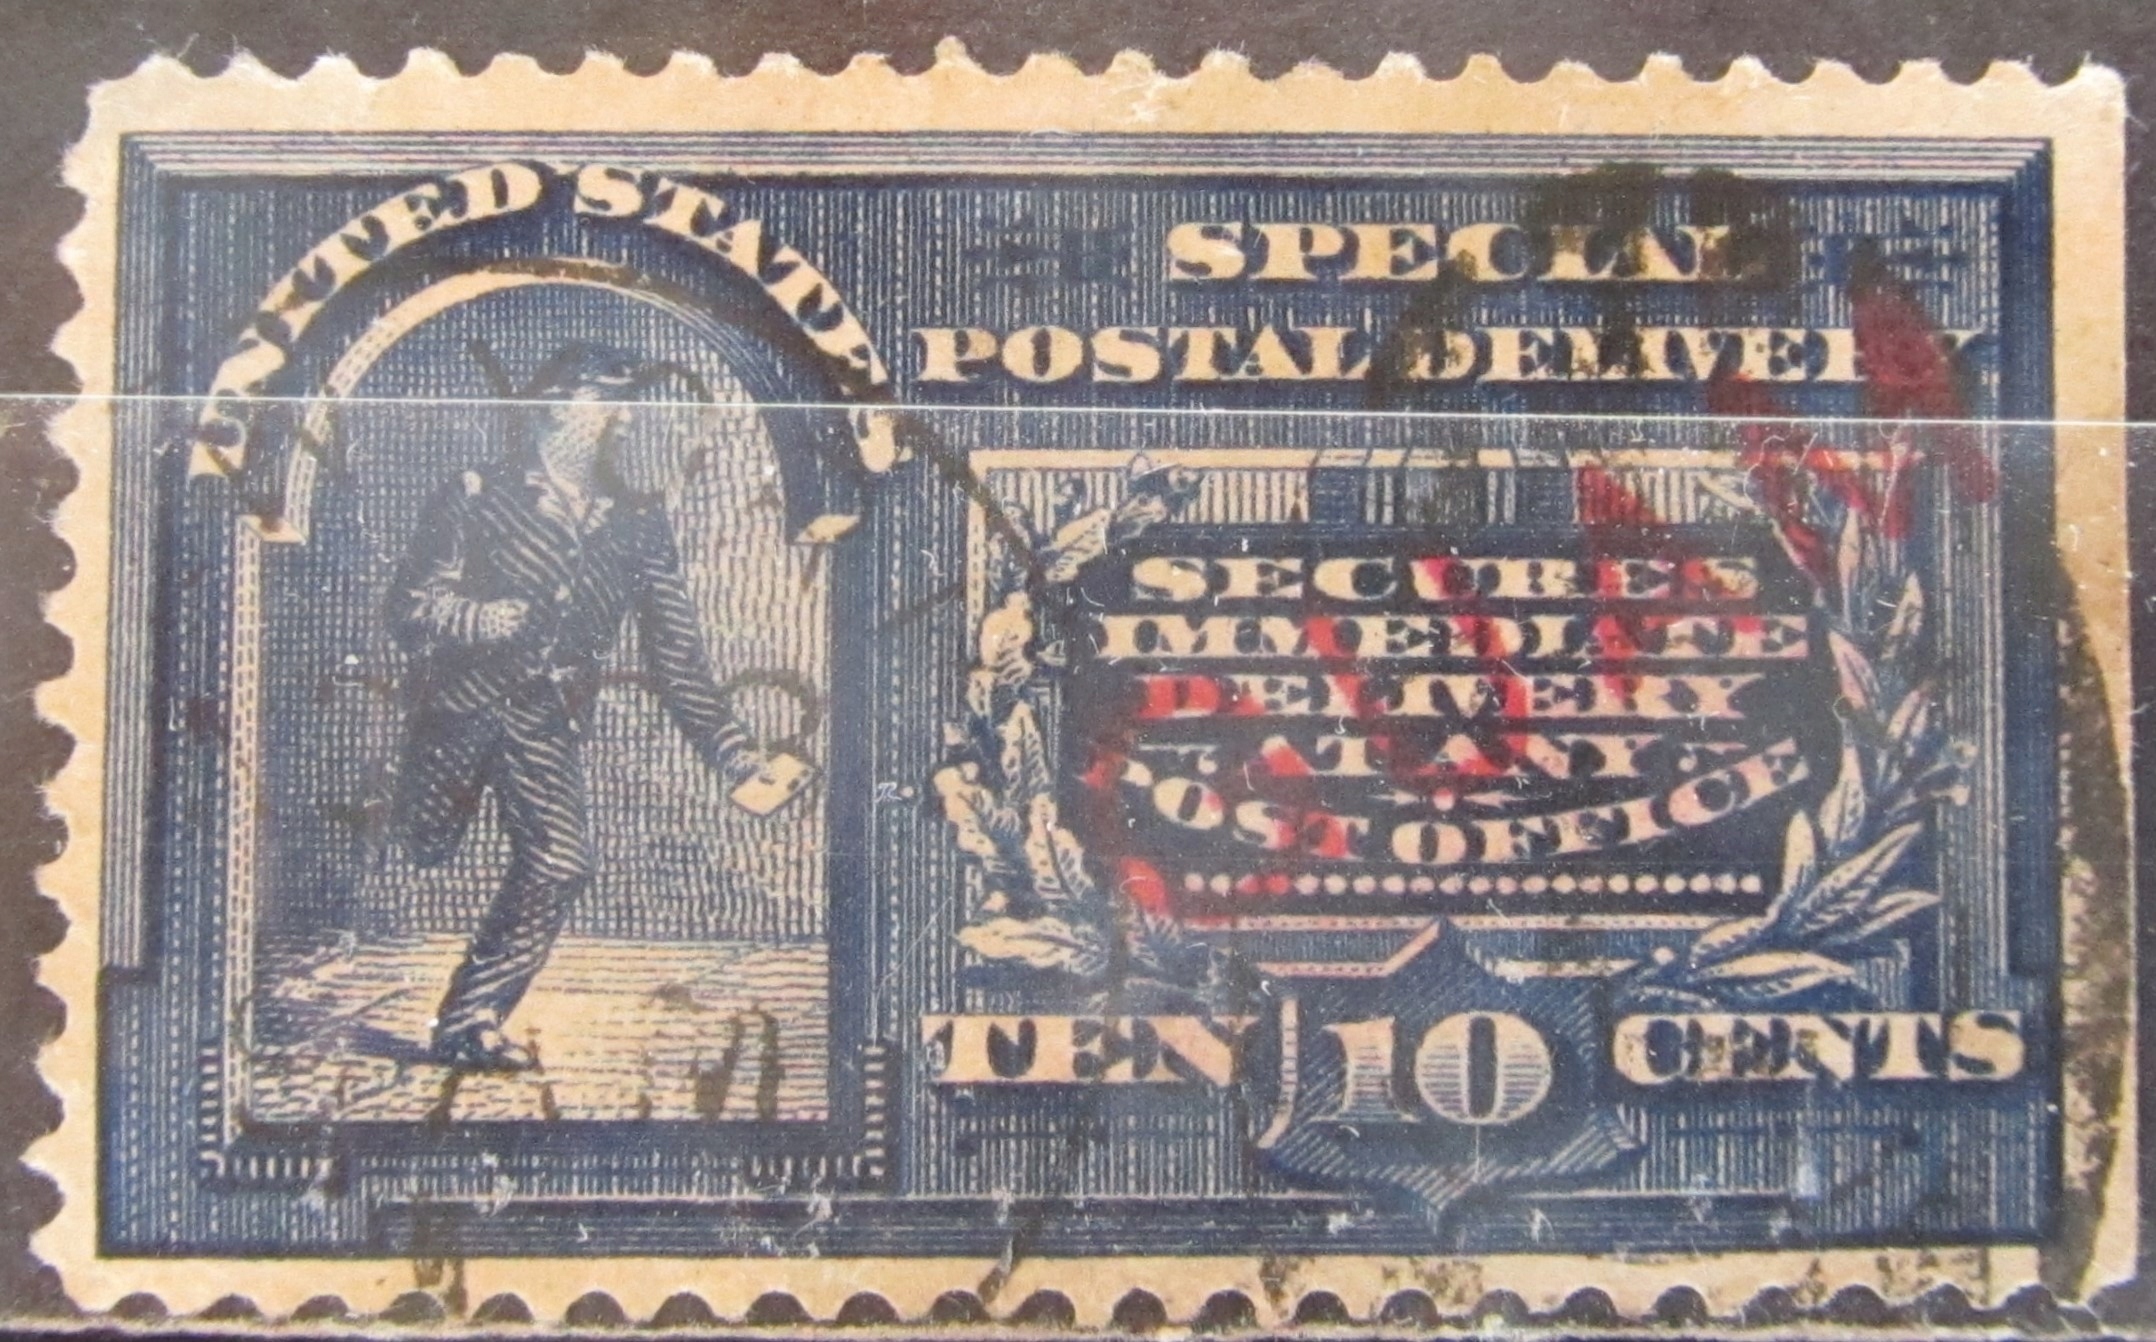 UNITED STATES
SPECIAL
POSTAL DELIVERY
SECURES
IMMEDIATE
DELIVERY
AT ANY
POST OFFICE
TEN 10 CENTS